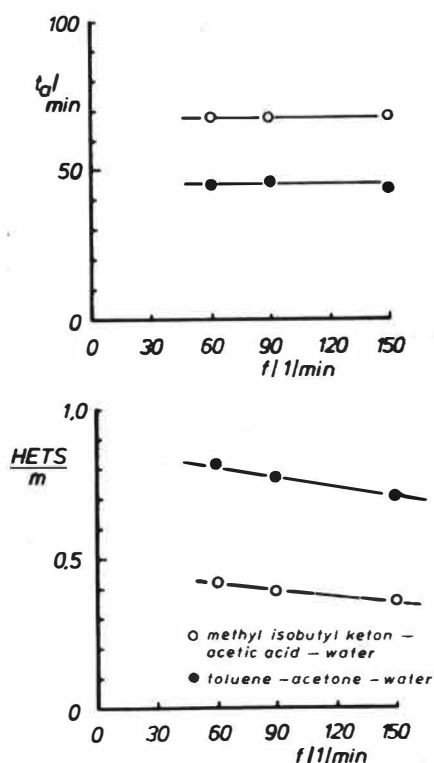 100
t_a/
min
50
0
0 30 60 90 120 150
f/1/min
1,0
HETS
m
0,5
o methyl isobutyl keton –
acetic acid – water
● toluene – acetone – water
0
0 30 60 90 120 150
f/1/min